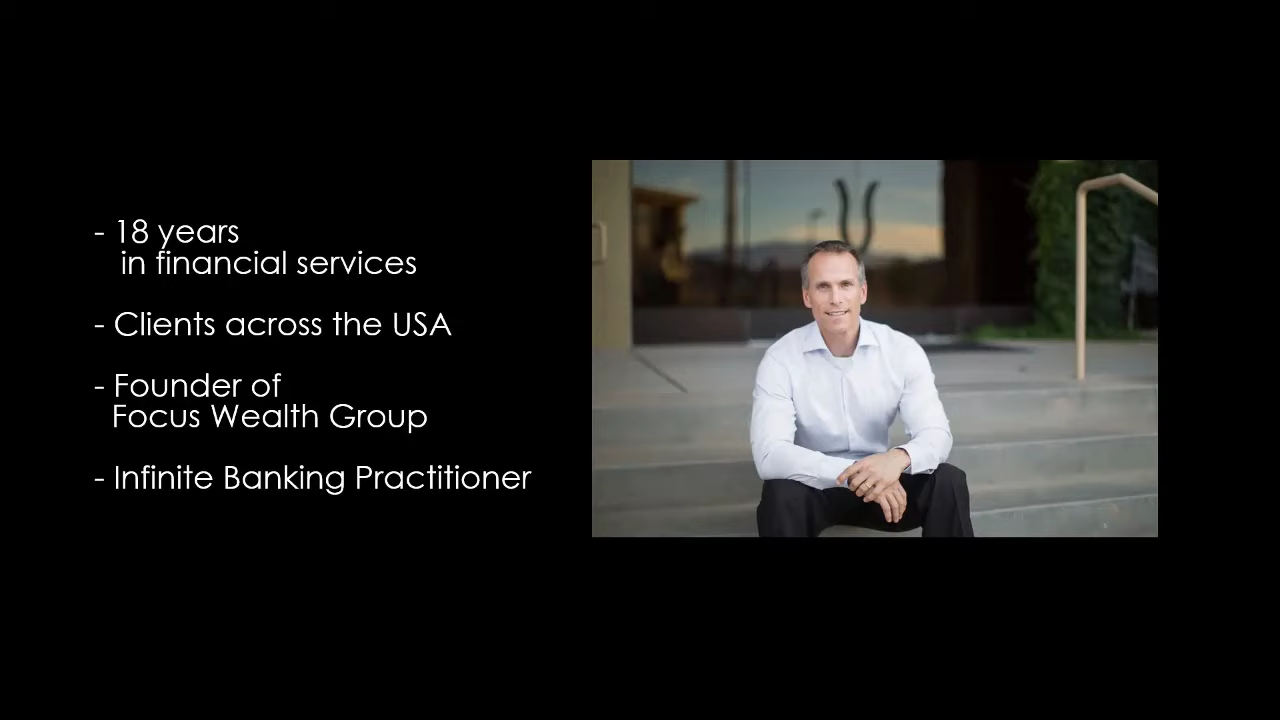 - 18 years
in financial services
- Clients across the USA
- Founder of
Focus Wealth Group
- Infinite Banking Practitioner